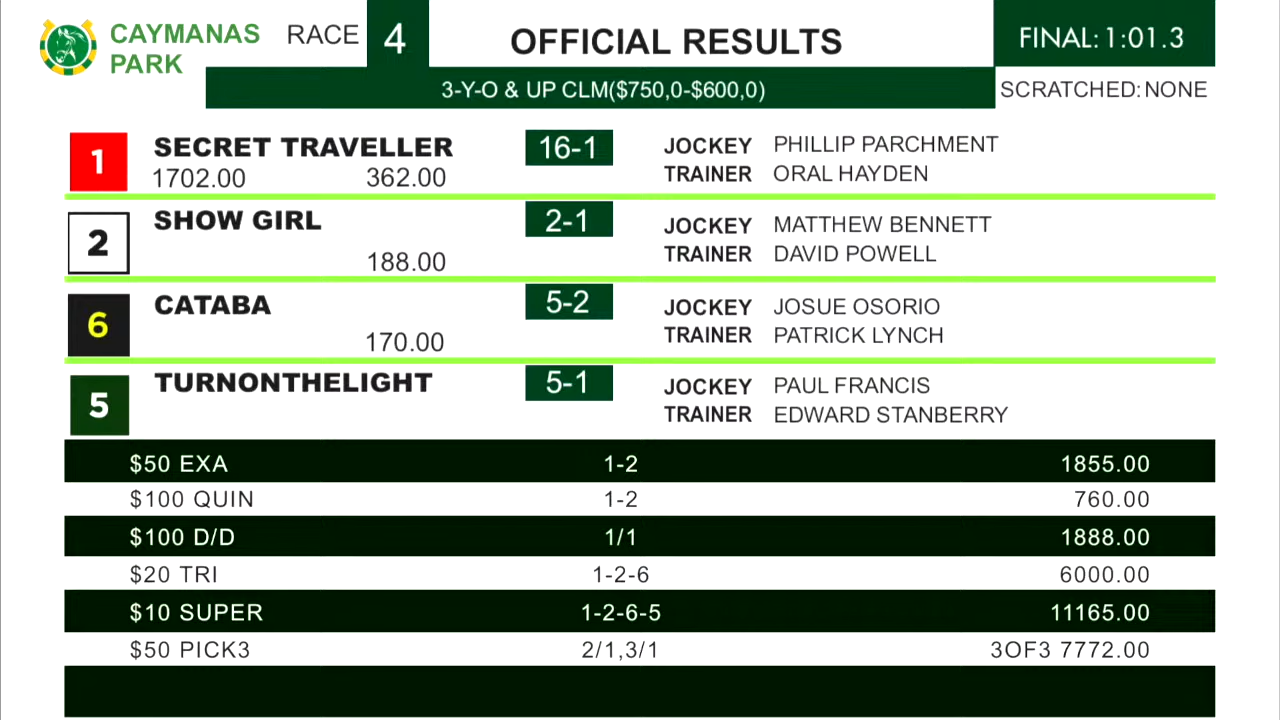 CAYMANAS PARK RACE 4 OFFICIAL RESULTS FINAL: 1:01.3
3-Y-O & UP CLM($750,0-$600,0) SCRATCHED: NONE
1 SECRET TRAVELLER 16-1 JOCKEY PHILLIP PARCHMENT
1702.00 362.00 TRAINER ORAL HAYDEN
2 SHOW GIRL 2-1 JOCKEY MATTHEW BENNETT
188.00 TRAINER DAVID POWELL
6 CATABA 5-2 JOCKEY JOSUE OSORIO
170.00 TRAINER PATRICK LYNCH
5 TURNONTHELIGHT 5-1 JOCKEY PAUL FRANCIS
TRAINER EDWARD STANBERRY
$50 EXA 1-2 1855.00
$100 QUIN 1-2 760.00
$100 D/D 1/1 1888.00
$20 TRI 1-2-6 6000.00
$10 SUPER 1-2-6-5 11165.00
$50 PICK3 2/1,3/1 3OF3 7772.00